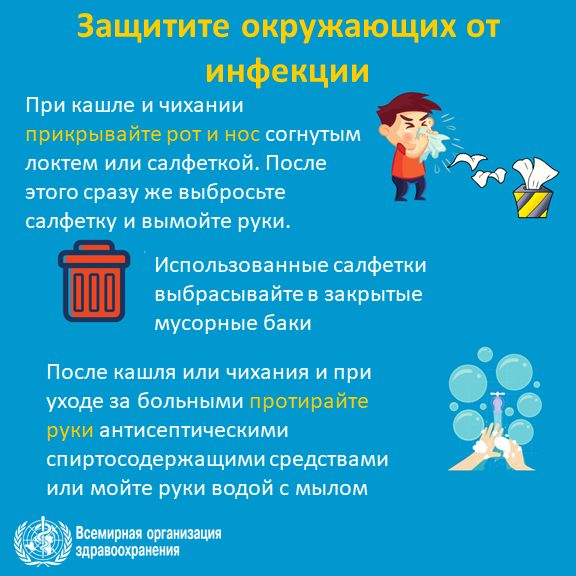 Защитите окружающих от
инфекции
При кашле и чихании
прикрывайте рот и нос согнутым
локтем или салфеткой. После
этого сразу же выбросьте
салфетку и вымойте руки.
Использованные салфетки
выбрасывайте в закрытые
мусорные баки
После кашля или чихания и при
уходе за больными протирайте
руки антисептическими
спиртосодержащими средствами
или мойте руки водой с мылом
Всемирная организация
здравоохранения